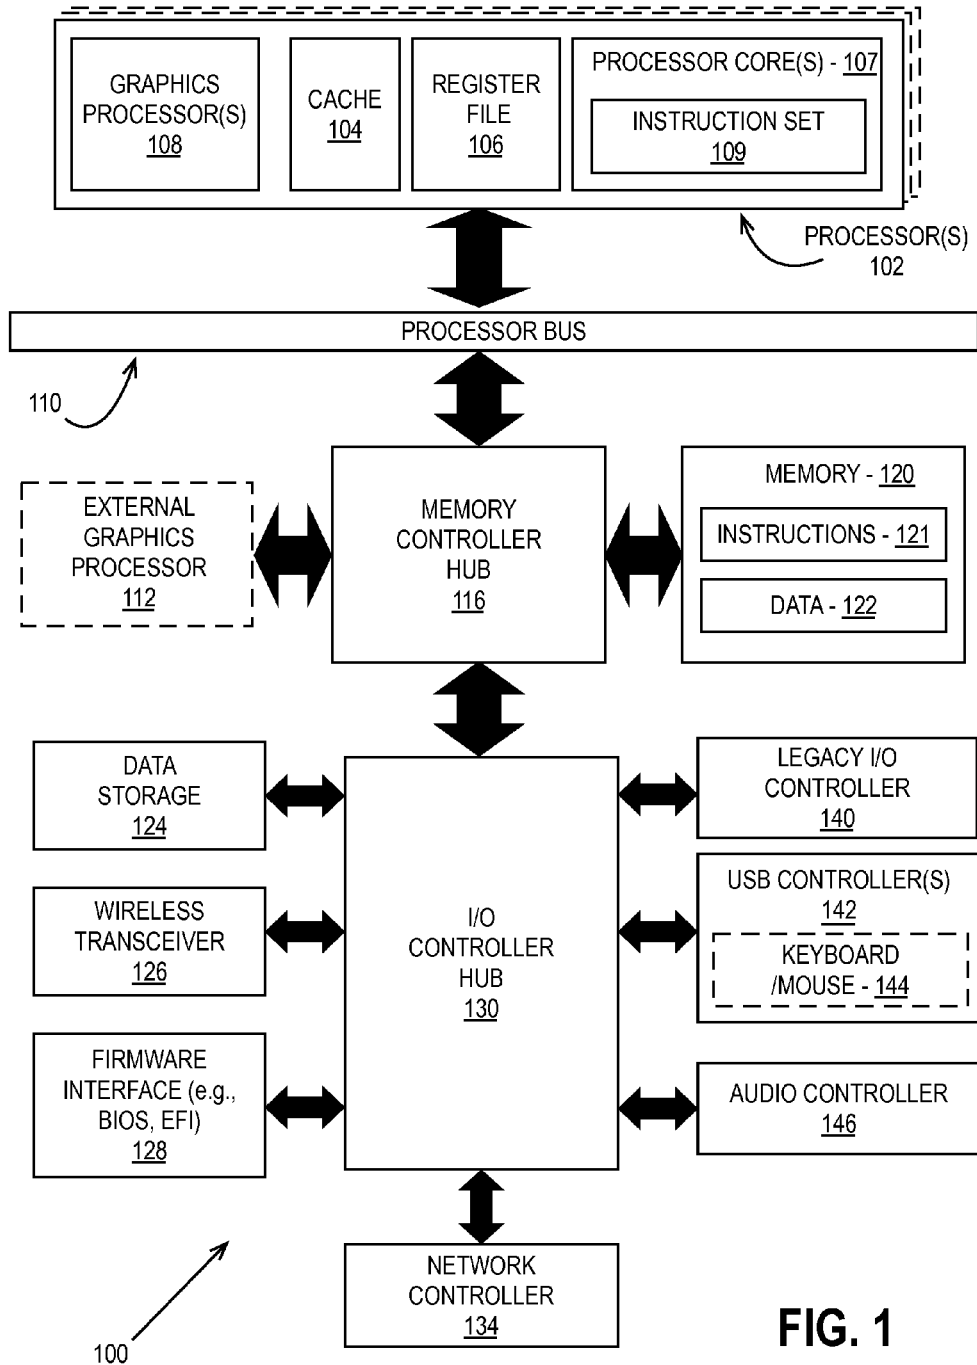 GRAPHICS
PROCESSOR(S)
108
CACHE
104
REGISTER
FILE
106
PROCESSOR CORE(S) - 107
INSTRUCTION SET
109
PROCESSOR(S)
102
PROCESSOR BUS
110
EXTERNAL
GRAPHICS
PROCESSOR
112
MEMORY
CONTROLLER
HUB
116
MEMORY - 120
INSTRUCTIONS - 121
DATA - 122
DATA
STORAGE
124
WIRELESS
TRANSCEIVER
126
FIRMWARE
INTERFACE (e.g.,
BIOS, EFI)
128
I/O
CONTROLLER
HUB
130
LEGACY I/O
CONTROLLER
140
USB CONTROLLER(S)
142
KEYBOARD
/MOUSE - 144
AUDIO CONTROLLER
146
NETWORK
CONTROLLER
134
100
FIG. 1